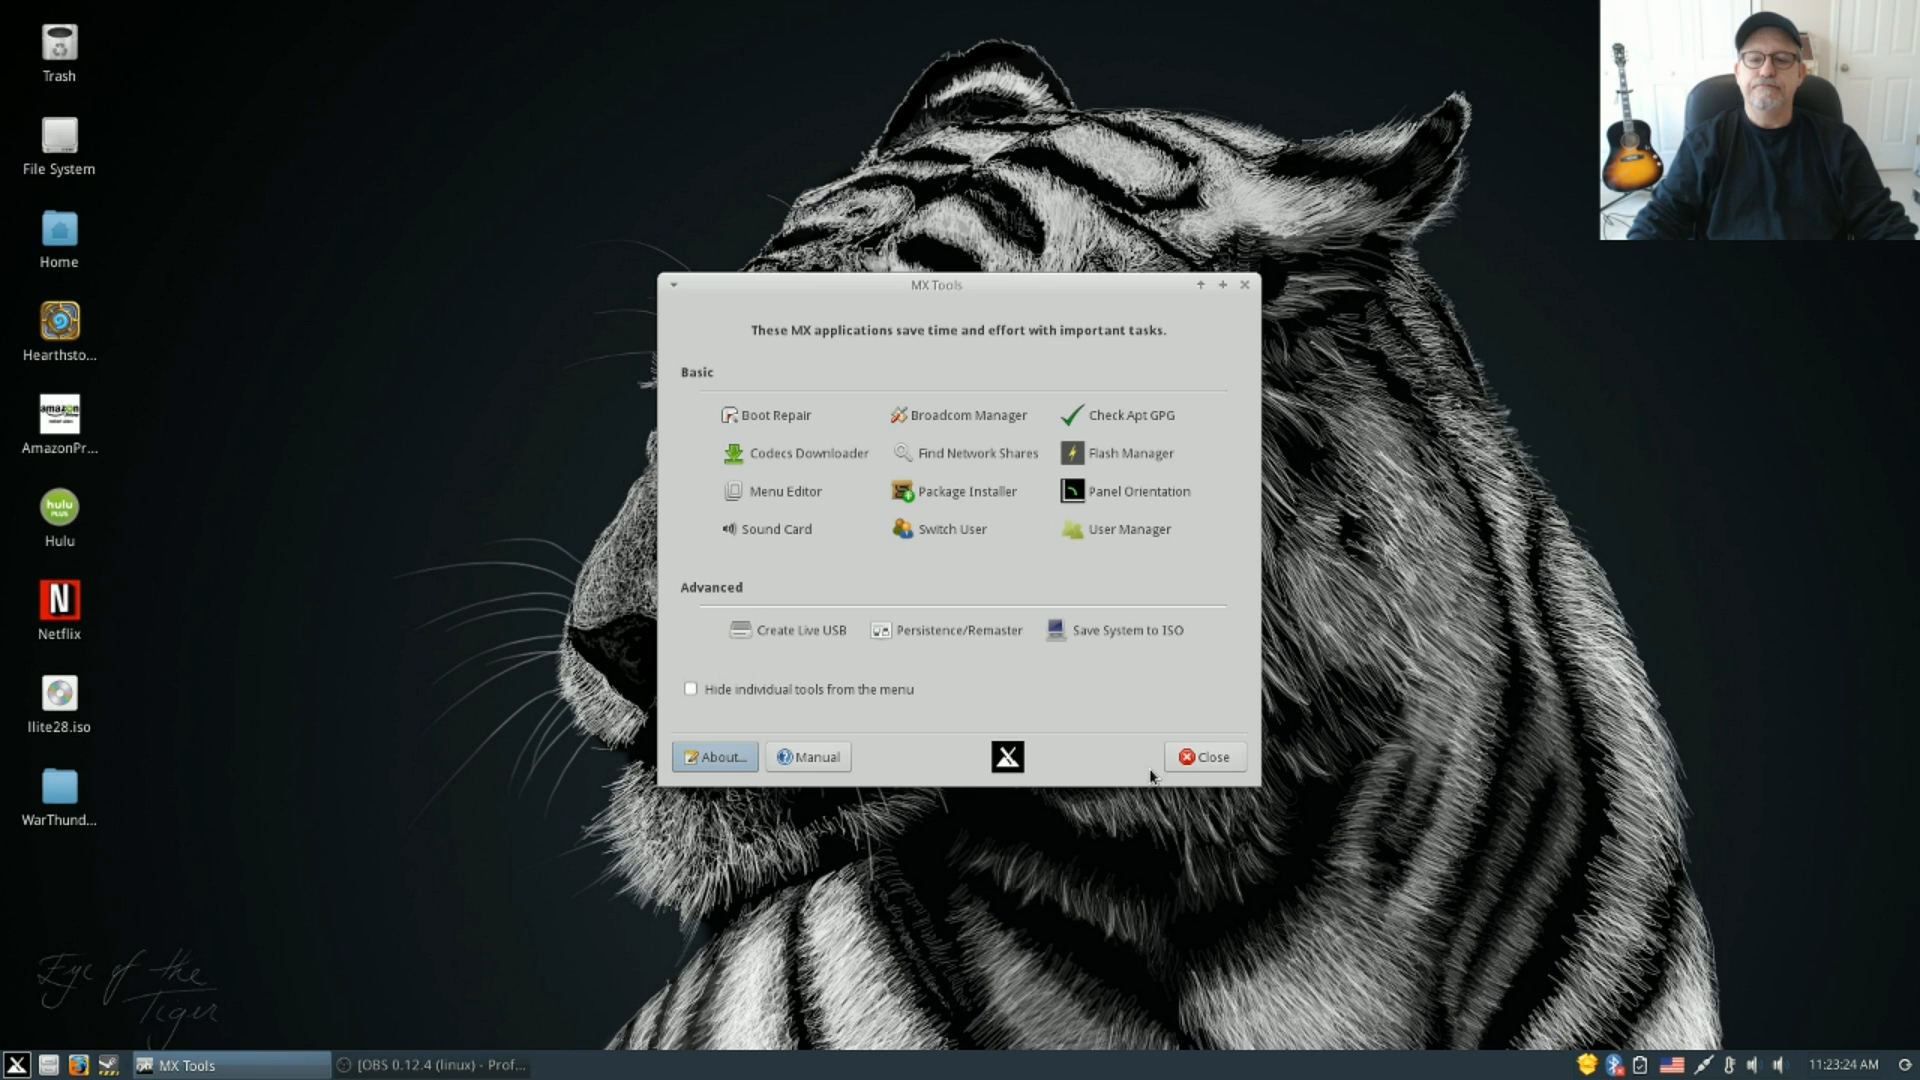 Trash
File System
Home
Hearthsto...
amazon
AmazonPr...
hulu
PLUS
Hulu
N
Netflix
llite28.iso
WarThund...
MX Tools
These MX applications save time and effort with important tasks.
Basic
Boot Repair
Broadcom Manager
Check Apt GPG
Codecs Downloader
Find Network Shares
Flash Manager
Menu Editor
Package Installer
Panel Orientation
Sound Card
Switch User
User Manager
Advanced
Create Live USB
Persistence/Remaster
Save System to ISO
Hide individual tools from the menu
About...
Manual
Close
Eye of the
Tiger
MX Tools
[OBS 0.12.4 (linux) - Prof...
11:23:24 AM